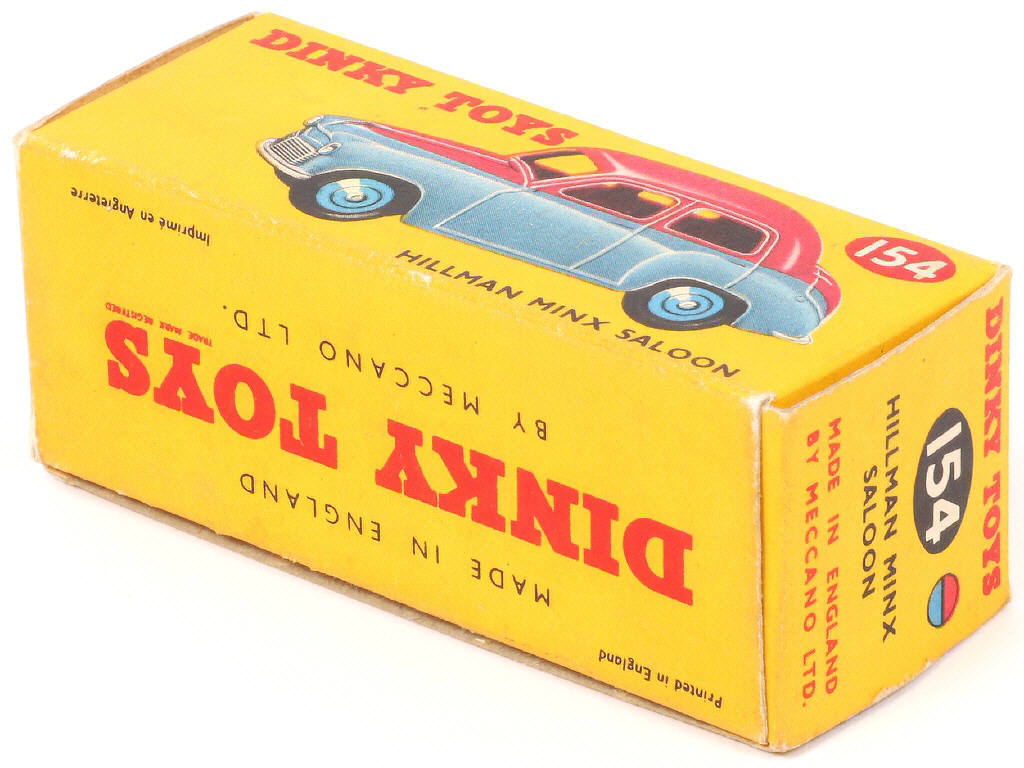 DINKY TOYS
154
HILLMAN MINX SALOON
Printed in England
MADE IN ENGLAND
DINKY TOYS
TRADE MARK REGISTERED
BY MECCANO LTD.
Imprimé en Angleterre
DINKY TOYS
154
HILLMAN MINX
SALOON
MADE IN ENGLAND
BY MECCANO LTD.